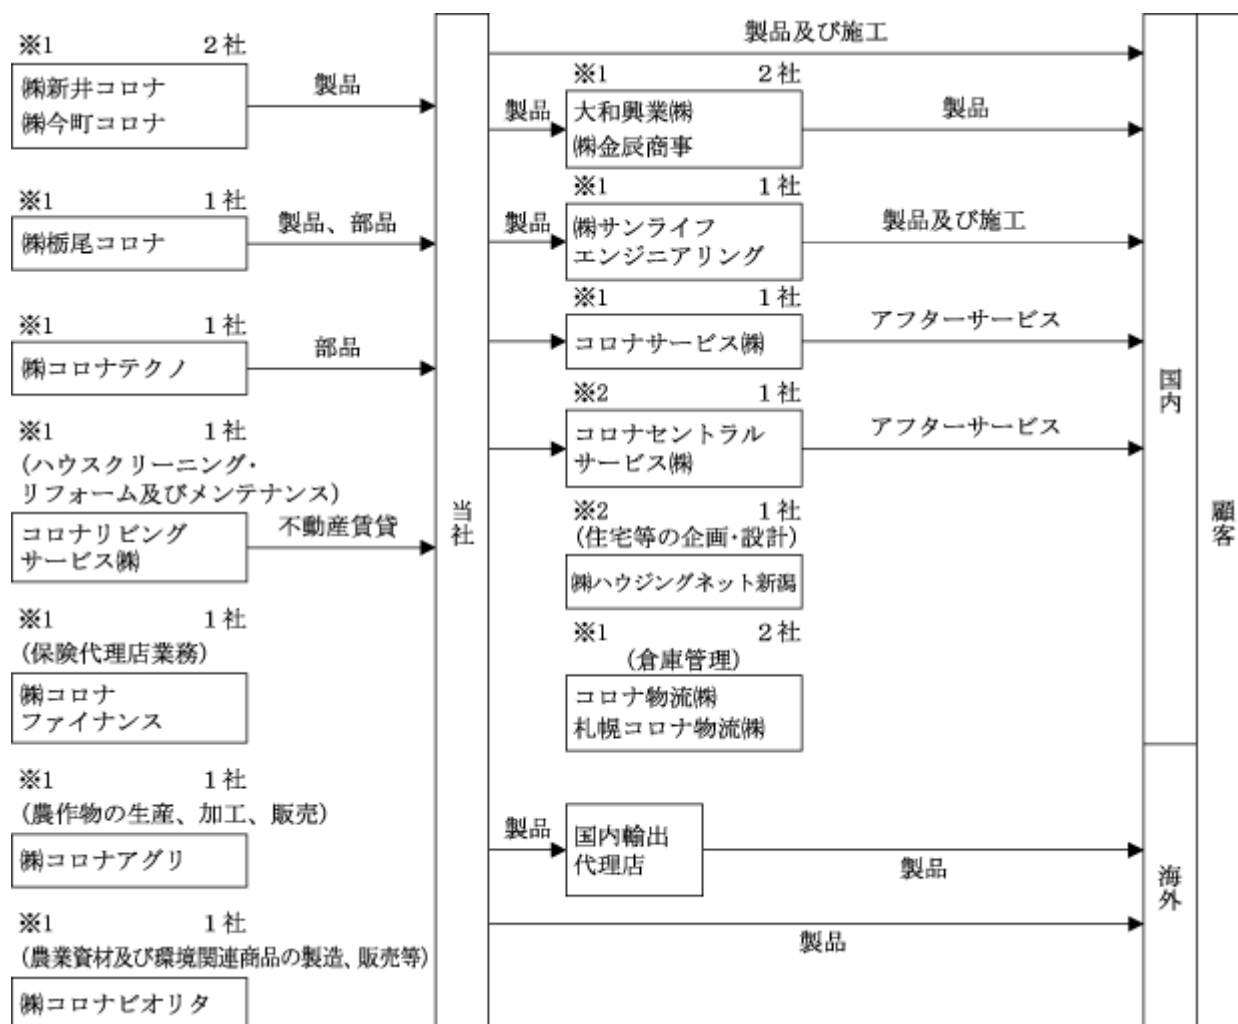 ※1 2社
㈱新井コロナ
㈱今町コロナ
製品
※1 1社
㈱栃尾コロナ
製品、部品
※1 1社
㈱コロナテクノ
部品
※1 1社
(ハウスクリーニング・
リフォーム及びメンテナンス)
コロナリビング
サービス㈱
不動産賃貸
※1 1社
(保険代理店業務)
㈱コロナ
ファイナンス
※1 1社
(農作物の生産、加工、販売)
㈱コロナアグリ
※1 1社
(農業資材及び環境関連商品の製造、販売等)
㈱コロナビオリタ
当社
製品及び施工
※1 2社
製品
大和興業㈱
㈱金辰商事
製品
※1 1社
製品
㈱サンライフ
エンジニアリング
製品及び施工
※1 1社
コロナサービス㈱
アフターサービス
※2 1社
コロナセントラル
サービス㈱
アフターサービス
※2 1社
(住宅等の企画・設計)
㈱ハウジングネット新潟
※1 2社
(倉庫管理)
コロナ物流㈱
札幌コロナ物流㈱
製品
国内輸出
代理店
製品
製品
国内
海外
顧客